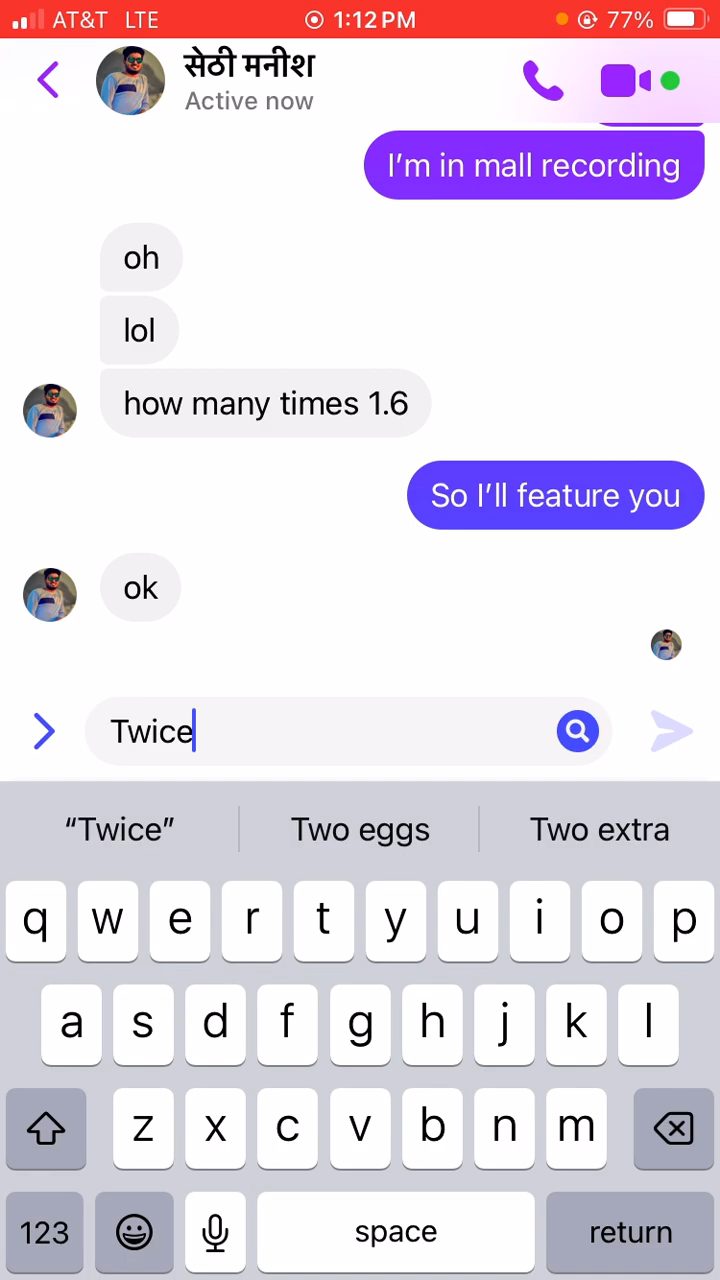 AT&T LTE 1:12 PM 77%
सेठी मनीश
Active now
I’m in mall recording
oh
lol
how many times 1.6
So I’ll feature you
ok
Twice
“Twice” Two eggs Two extra
q w e r t y u i o p
a s d f g h j k l
z x c v b n m
123 space return